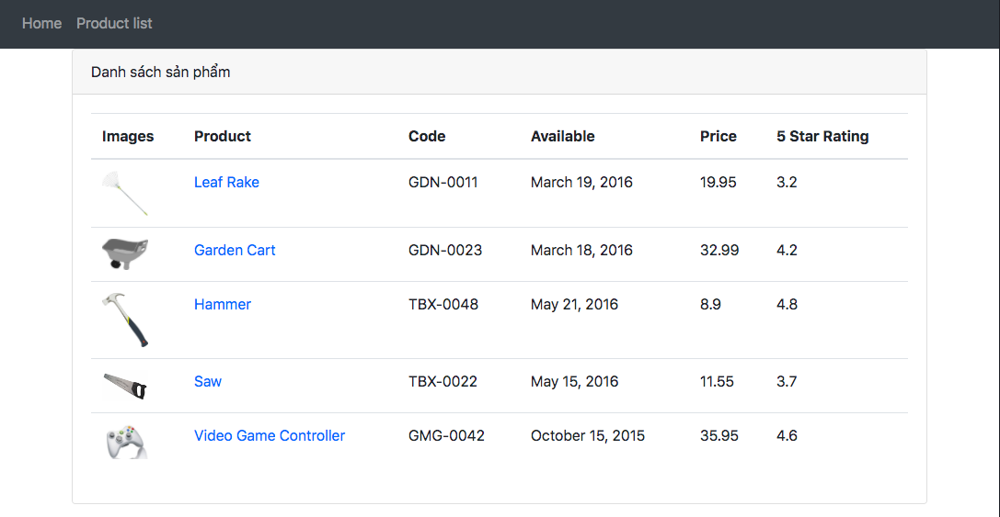 Home Product list
Danh sách sản phẩm
Images Product Code Available Price 5 Star Rating
Leaf Rake GDN-0011 March 19, 2016 19.95 3.2
Garden Cart GDN-0023 March 18, 2016 32.99 4.2
Hammer TBX-0048 May 21, 2016 8.9 4.8
Saw TBX-0022 May 15, 2016 11.55 3.7
Video Game Controller GMG-0042 October 15, 2015 35.95 4.6